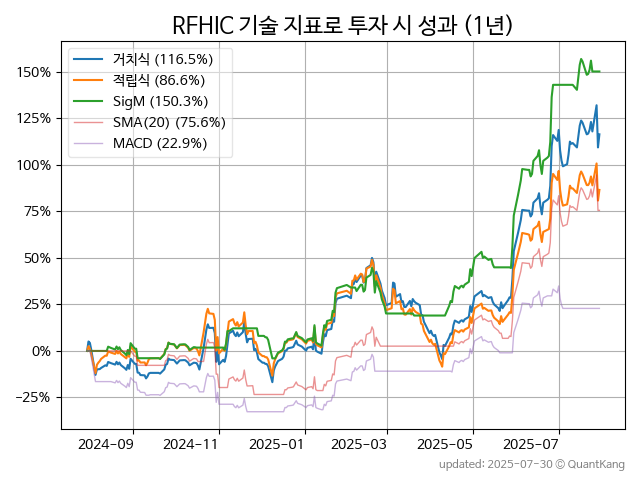 RFHIC 기술 지표로 투자 시 성과 (1년)
거치식 (116.5%)
적립식 (86.6%)
SigM (150.3%)
SMA(20) (75.6%)
MACD (22.9%)
150%
125%
100%
75%
50%
25%
0%
−25%
2024-09 2024-11 2025-01 2025-03 2025-05 2025-07
updated: 2025-07-30 © QuantKang